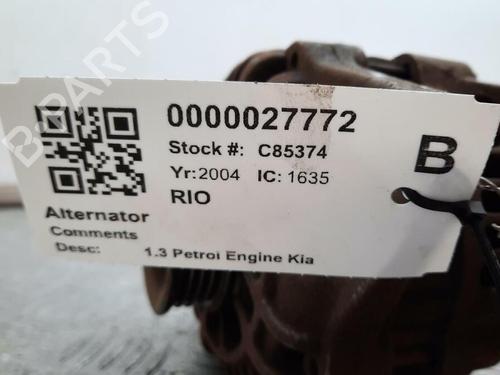 0000027772
Stock #: C85374
B
Yr:2004 IC:1635
RIO
Alternator
Comments
Desc: 1.3 Petrol Engine Kia
B-PARTS